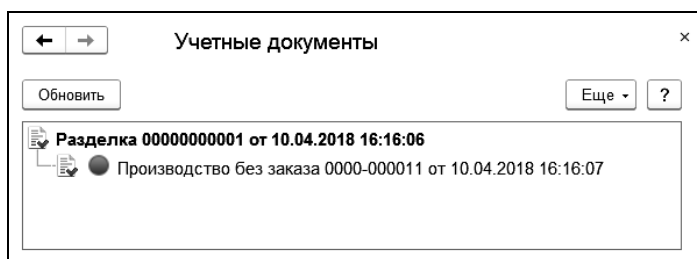 Учетные документы
×
Обновить
Еще
?
Разделка 00000000001 от 10.04.2018 16:16:06
Производство без заказа 0000-000011 от 10.04.2018 16:16:07